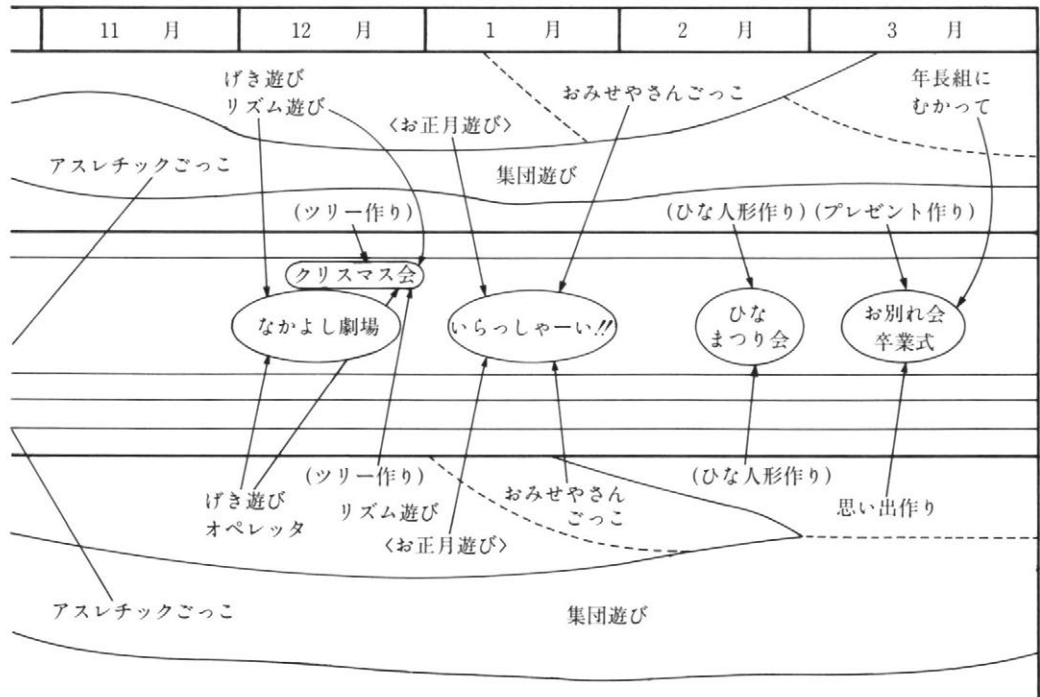 11 月
12 月
1 月
2 月
3 月
げき遊び
リズム遊び
おみせやさんごっこ
年長組に
むかって
〈お正月遊び〉
アスレチックごっこ
集団遊び
(ツリー作り)
(ひな人形作り)
(プレゼント作り)
クリスマス会
なかよし劇場
いらっしゃーい!!
ひな
まつり会
お別れ会
卒業式
(ツリー作り)
(ひな人形作り)
げき遊び
オペレッタ
リズム遊び
おみせやさん
ごっこ
思い出作り
〈お正月遊び〉
アスレチックごっこ
集団遊び